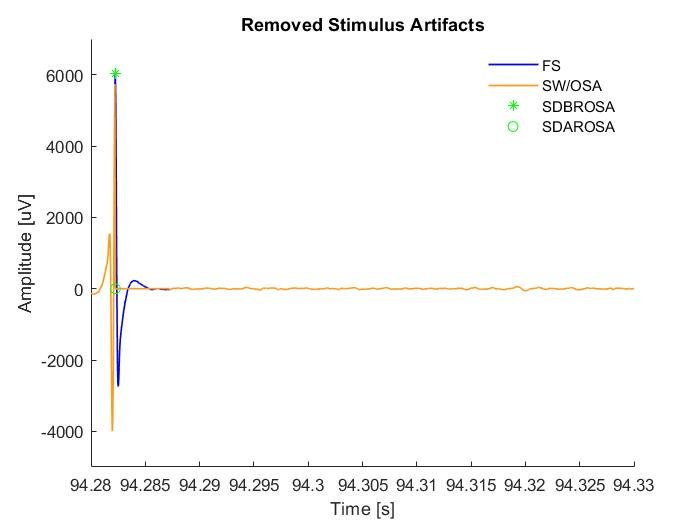 Removed Stimulus Artifacts
FS
SW/OSA
SDBROSA
SDAROSA
6000
4000
2000
0
-2000
-4000
Amplitude [uV]
94.28 94.285 94.29 94.295 94.3 94.305 94.31 94.315 94.32 94.325 94.33
Time [s]